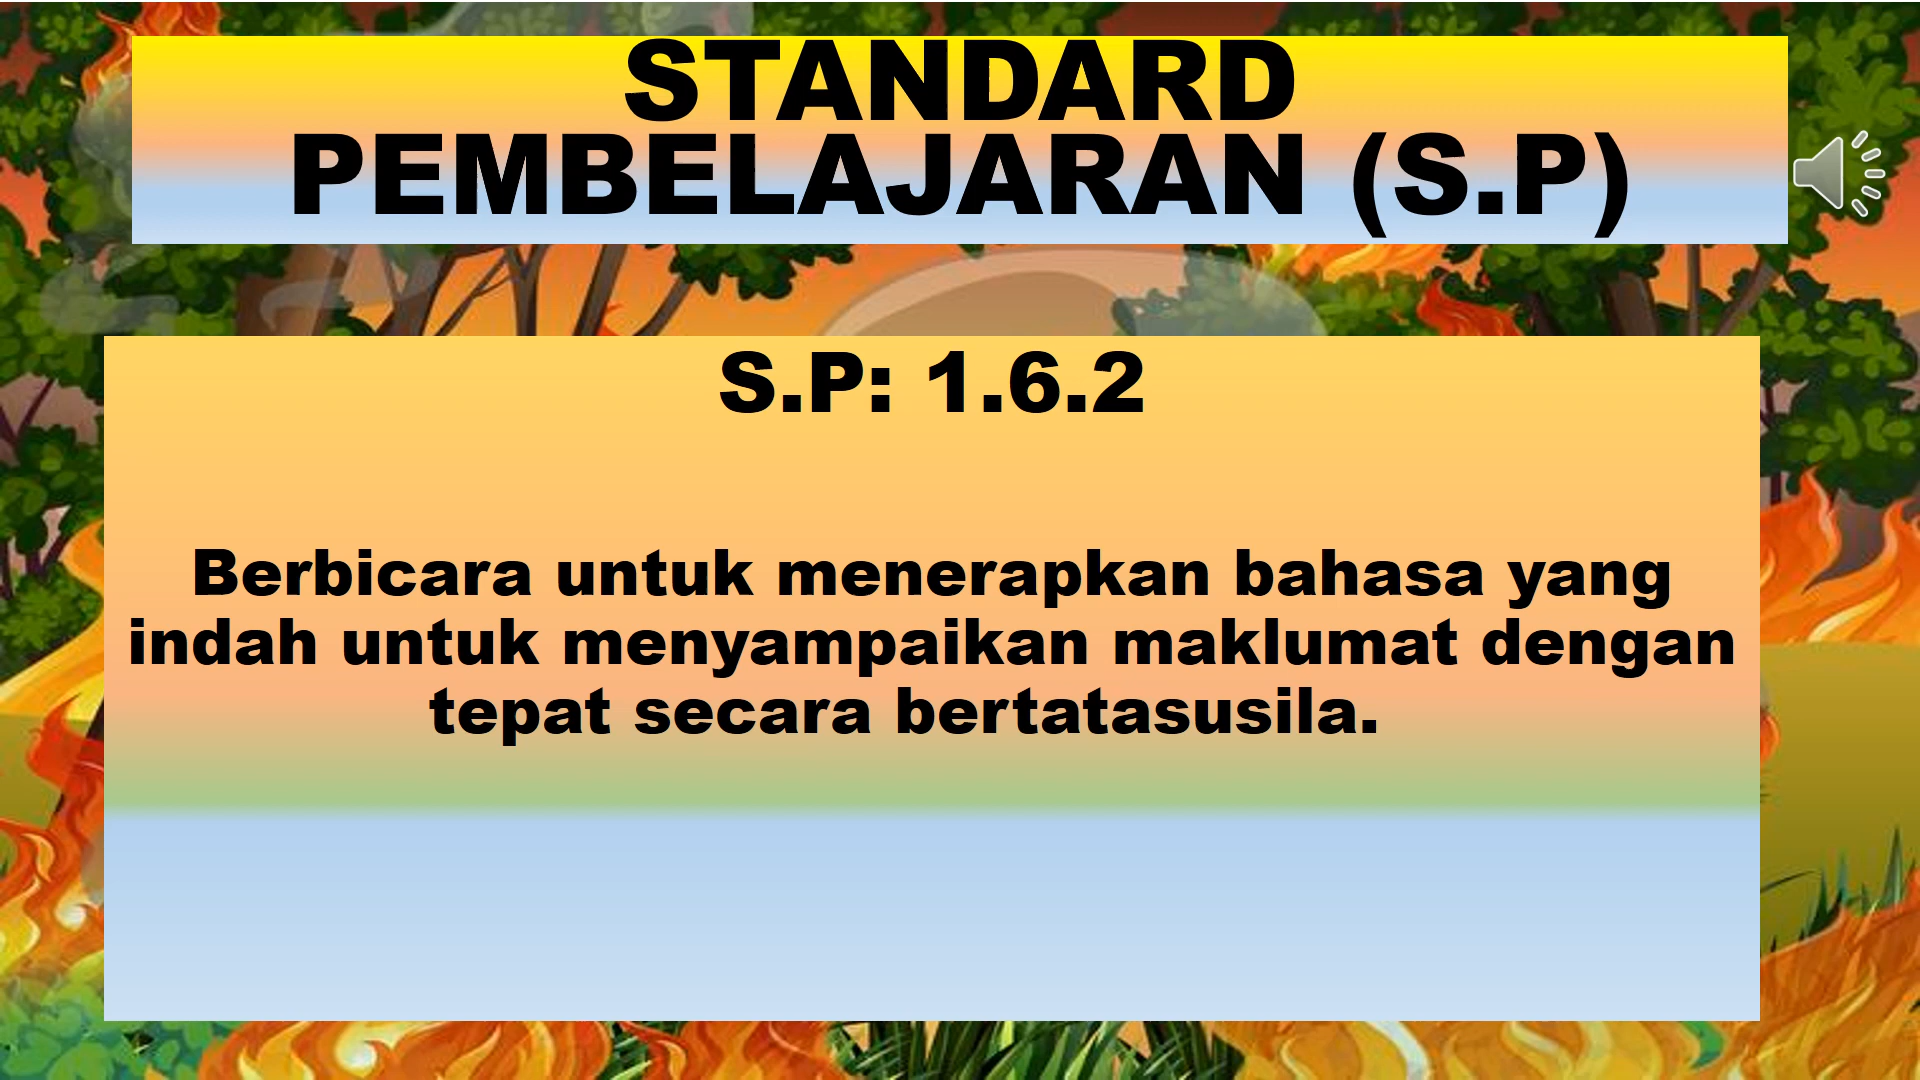 STANDARD
PEMBELAJARAN (S.P)
S.P: 1.6.2
Berbicara untuk menerapkan bahasa yang
indah untuk menyampaikan maklumat dengan
tepat secara bertatasusila.